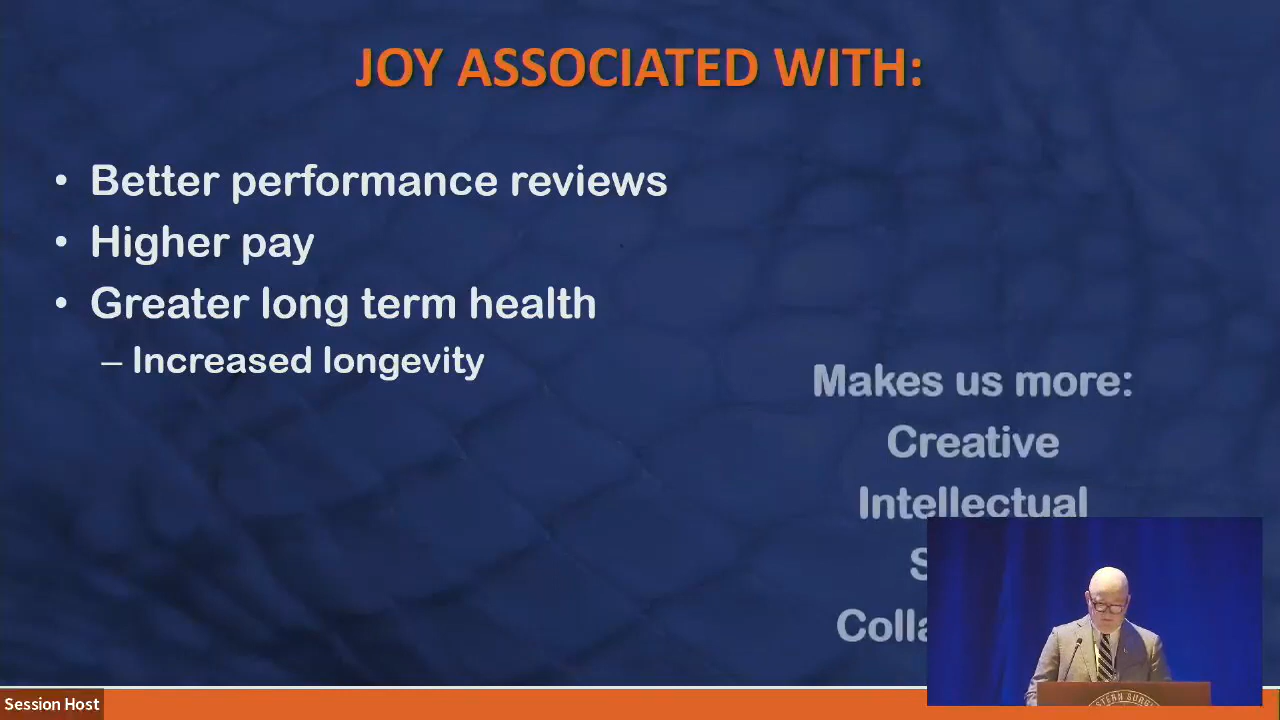 JOY ASSOCIATED WITH:
• Better performance reviews
• Higher pay
• Greater long term health
– Increased longevity
Makes us more:
Creative
Intellectual
Session Host